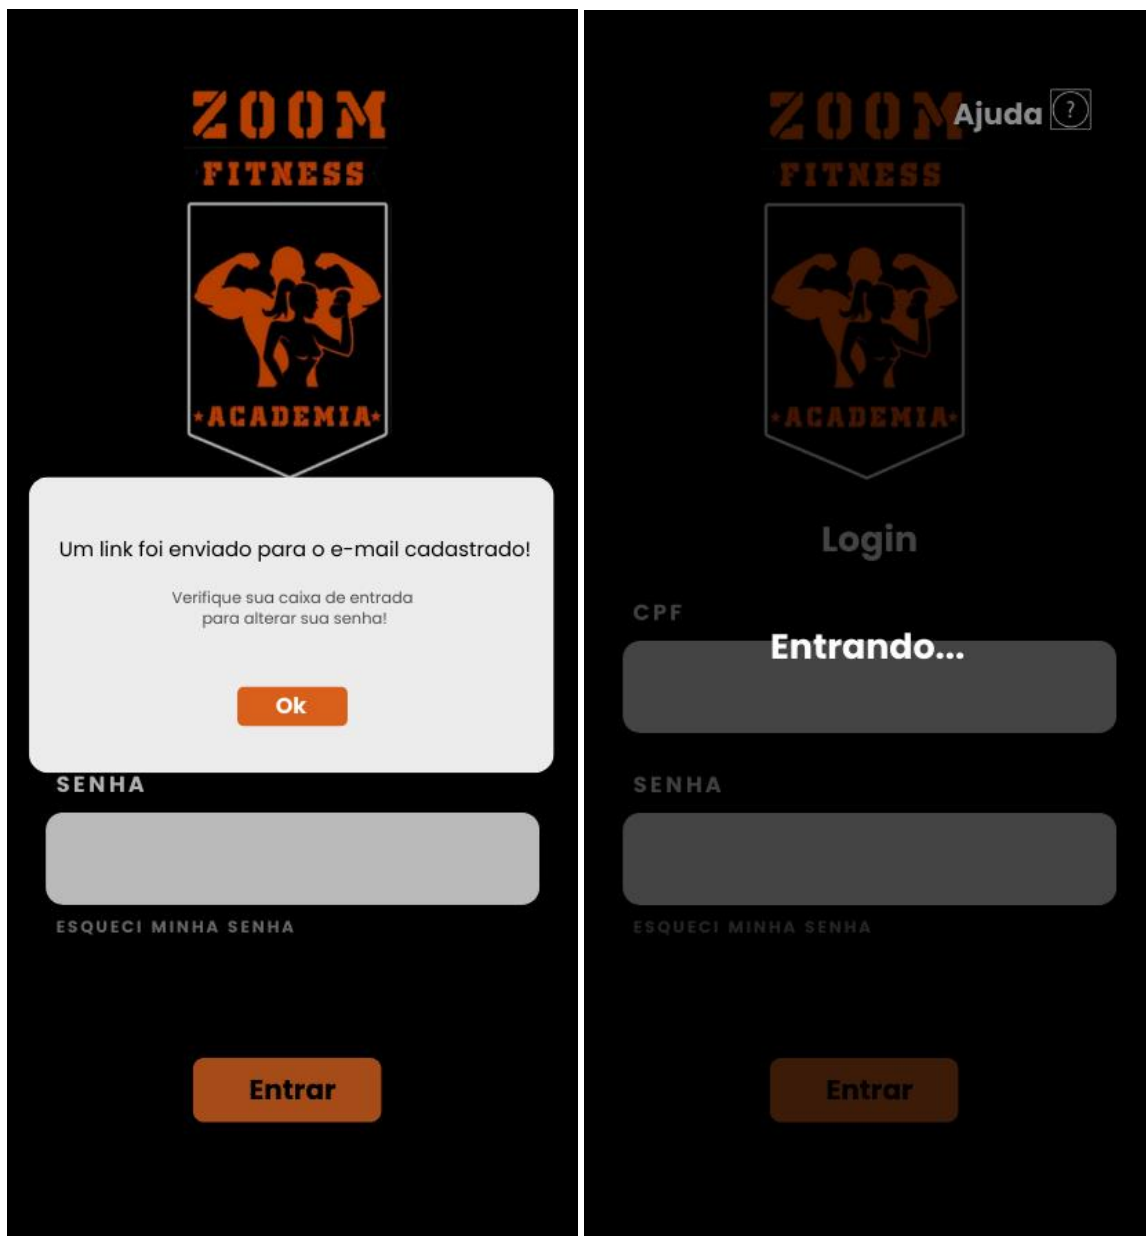 ZOOM
FITNESS
★ACADEMIA★
Um link foi enviado para o e-mail cadastrado!
Verifique sua caixa de entrada
para alterar sua senha!
Ok
SENHA
ESQUECI MINHA SENHA
Entrar
ZOOM
Ajuda ?
FITNESS
★ACADEMIA★
Login
CPF
Entrando...
SENHA
ESQUECI MINHA SENHA
Entrar